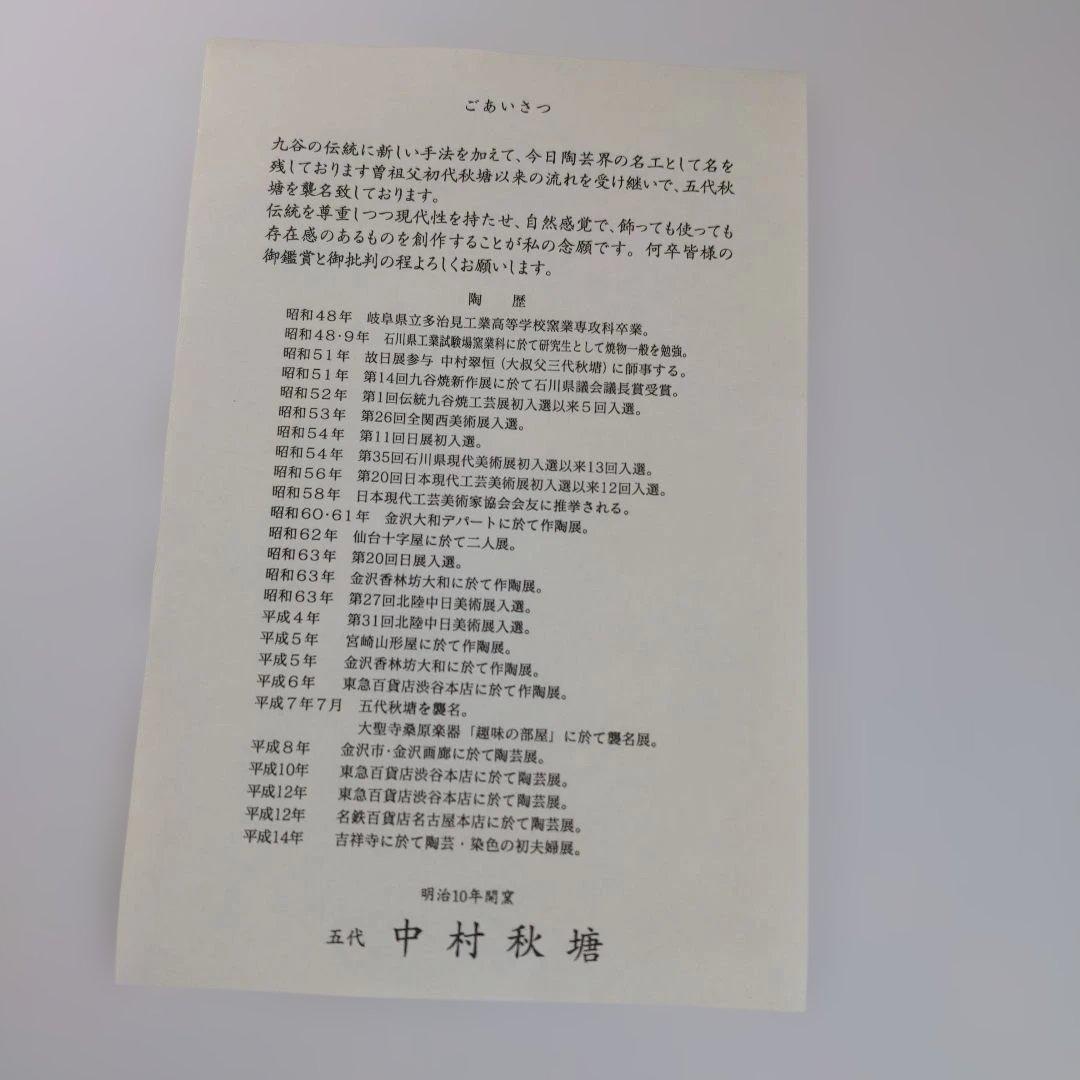 ごあいさつ
九谷の伝統に新しい手法を加えて、今日陶芸界の名工として名を
残しております曽祖父初代秋塘以来の流れを受け継いで、五代秋
塘を襲名致しております。
伝統を尊重しつつ現代性を持たせ、自然感覚で、飾っても使っても
存在感のあるものを創作することが私の念願です。何卒皆様の
御鑑賞と御批判の程よろしくお願いします。
陶 歴
昭和48年 岐阜県立多治見工業高等学校窯業専攻科卒業。
昭和48・9年 石川県工業試験場窯業科に於て研究生として焼物一般を勉強。
昭和51年 故日展参与 中村翠恒（大叔父三代秋塘）に師事する。
昭和51年 第14回九谷焼新作展に於て石川県議会議長賞受賞。
昭和52年 第1回伝統九谷焼工芸展初入選以来5回入選。
昭和53年 第26回全関西美術展入選。
昭和54年 第11回日展初入選。
昭和54年 第35回石川県現代美術展初入選以来13回入選。
昭和56年 第20回日本現代工芸美術展初入選以来12回入選。
昭和58年 日本現代工芸美術家協会会友に推挙される。
昭和60・61年 金沢大和デパートに於て作陶展。
昭和62年 仙台十字屋に於て二人展。
昭和63年 第20回日展入選。
昭和63年 金沢香林坊大和に於て作陶展。
昭和63年 第27回北陸中日美術展入選。
平成4年 第31回北陸中日美術展入選。
平成5年 宮崎山形屋に於て作陶展。
平成5年 金沢香林坊大和に於て作陶展。
平成6年 東急百貨店渋谷本店に於て作陶展。
平成7年7月 五代秋塘を襲名。
大聖寺桑原楽器「趣味の部屋」に於て襲名展。
平成8年 金沢市・金沢画廊に於て陶芸展。
平成10年 東急百貨店渋谷本店に於て陶芸展。
平成12年 東急百貨店渋谷本店に於て陶芸展。
平成12年 名鉄百貨店名古屋本店に於て陶芸展。
平成14年 吉祥寺に於て陶芸・染色の初夫婦展。
明治10年開窯
五代 中村秋塘